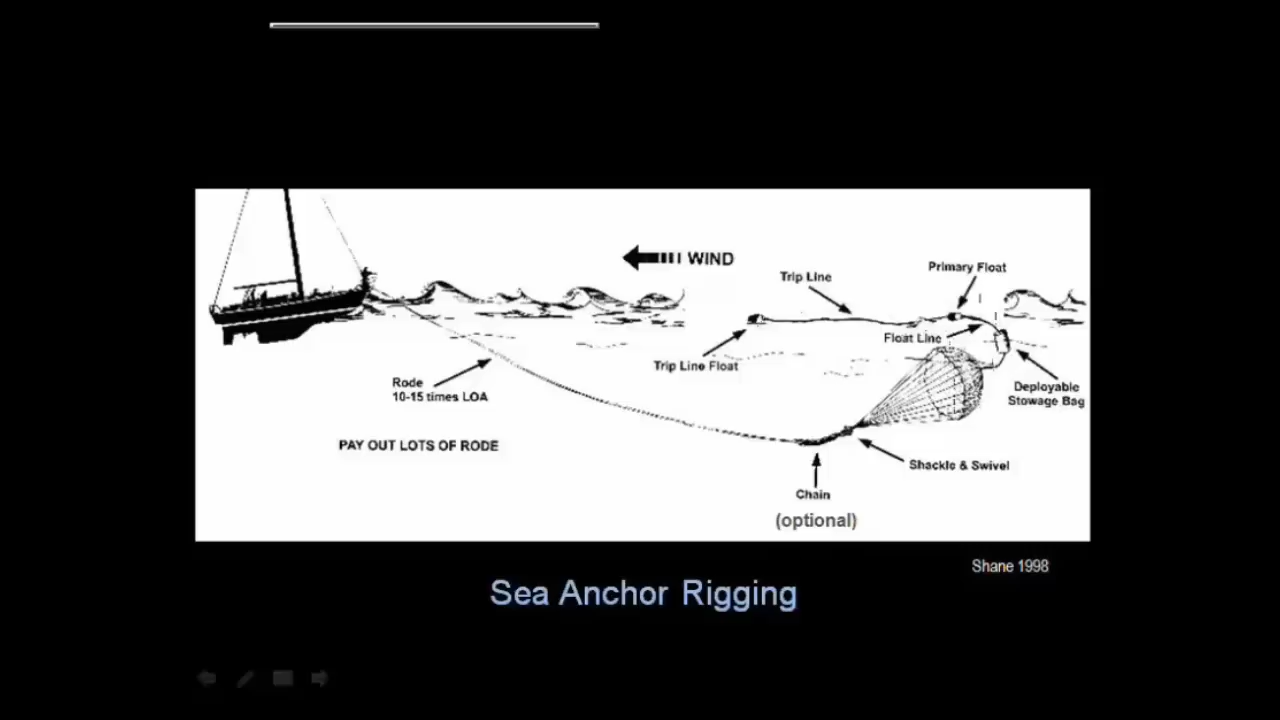 WIND
Primary Float
Trip Line
Float Line
Trip Line Float
Deployable
Stowage Bag
Rode
10-15 times LOA
PAY OUT LOTS OF RODE
Shackle & Swivel
Chain
(optional)
Shane 1998
Sea Anchor Rigging